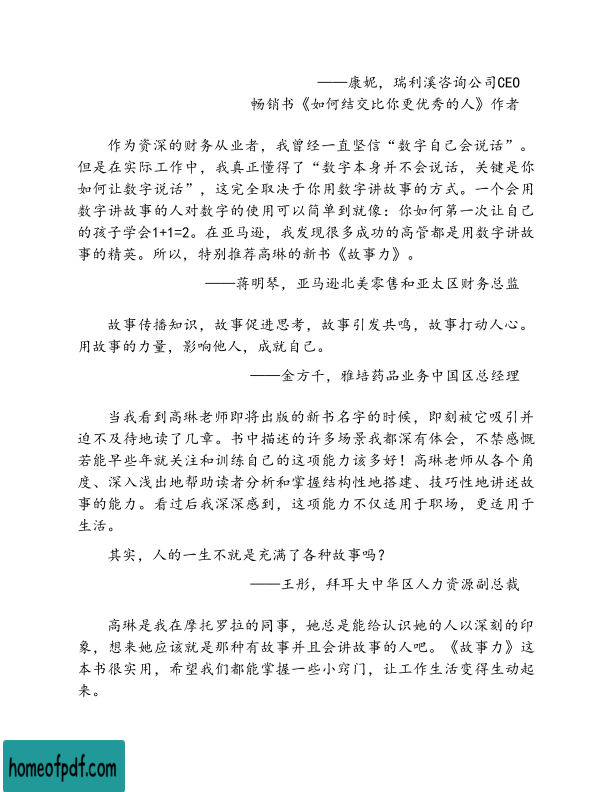 ——康妮，瑞利溪咨询公司CEO
畅销书《如何结交比你更优秀的人》作者
作为资深的财务从业者，我曾经一直坚信“数字自己会说话”。
但是在实际工作中，我真正懂得了“数字本身并不会说话，关键是你
如何让数字说话”，这完全取决于你用数字讲故事的方式。一个会用
数字讲故事的人对数字的使用可以简单到就像：你如何第一次让自己
的孩子学会1+1=2。在亚马逊，我发现很多成功的高管都是用数字讲故
事的精英。所以，特别推荐高琳的新书《故事力》。
——蒋明琴，亚马逊北美零售和亚太区财务总监
故事传播知识，故事促进思考，故事引发共鸣，故事打动人心。
用故事的力量，影响他人，成就自己。
——金方千，雅培药品业务中国区总经理
当我看到高琳老师即将出版的新书名字的时候，即刻被它吸引并
迫不及待地读了几章。书中描述的许多场景我都深有体会，不禁感慨
若能早些年就关注和训练自己的这项能力该多好！高琳老师从各个角
度、深入浅出地帮助读者分析和掌握结构性地搭建、技巧性地讲述故
事的能力。看过后我深深感到，这项能力不仅适用于职场，更适用于
生活。
其实，人的一生不就是充满了各种故事吗？
——王彤，拜耳大中华区人力资源副总裁
高琳是我在摩托罗拉的同事，她总是能给认识她的人以深刻的印
象，想来她应该就是那种有故事并且会讲故事的人吧。《故事力》这
本书很实用，希望我们都能掌握一些小窍门，让工作生活变得生动起
来。
homeofpdf.com